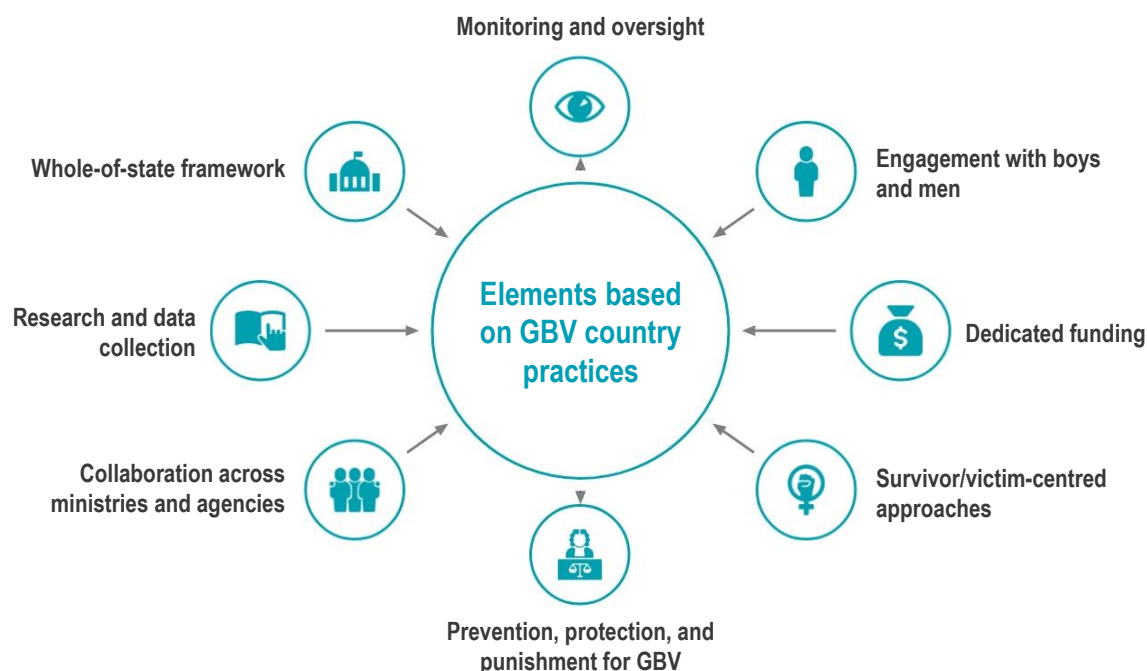 Monitoring and oversight
Whole-of-state framework
Engagement with boys
and men
Elements based
on GBV country
practices
Research and data
collection
$
Dedicated funding
Collaboration across
ministries and agencies
Survivor/victim-centred
approaches
Prevention, protection, and
punishment for GBV